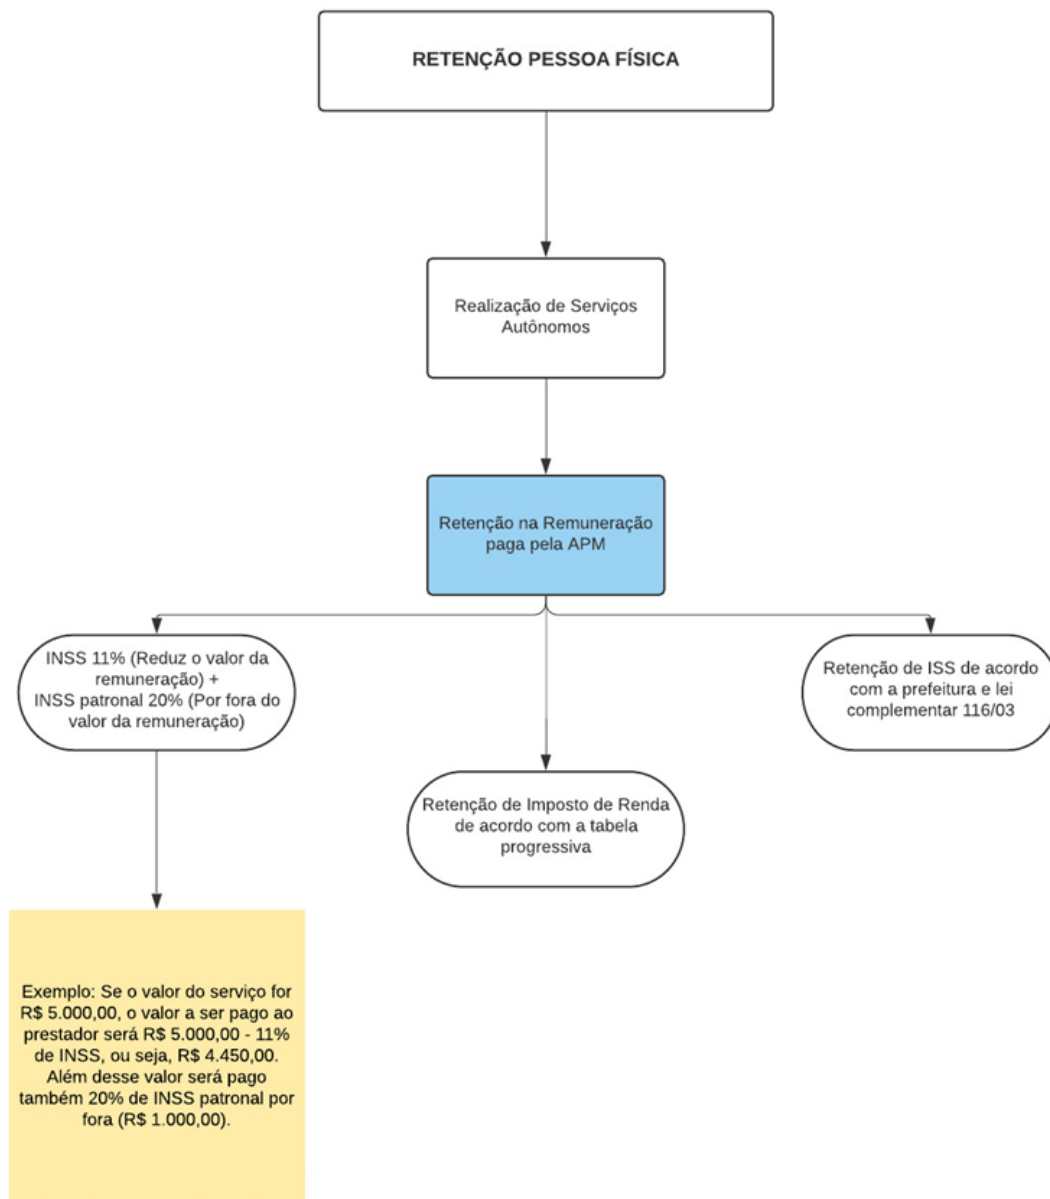 RETENÇÃO PESSOA FÍSICA
Realização de Serviços
Autônomos
Retenção na Remuneração
paga pela APM
INSS 11% (Reduz o valor da
remuneração) +
INSS patronal 20% (Por fora do
valor da remuneração)
Retenção de Imposto de Renda
de acordo com a tabela
progressiva
Retenção de ISS de acordo
com a prefeitura e lei
complementar 116/03
Exemplo: Se o valor do serviço for
R$ 5.000,00, o valor a ser pago ao
prestador será R$ 5.000,00 - 11%
de INSS, ou seja, R$ 4.450,00.
Além desse valor será pago
também 20% de INSS patronal por
fora (R$ 1.000,00).